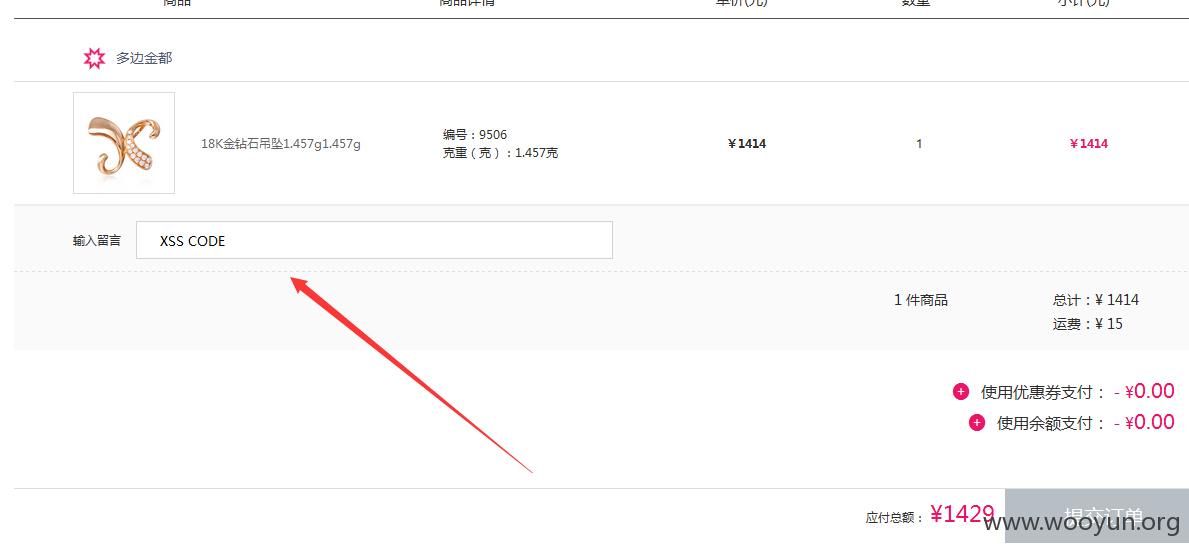 商品 商品详情 单价(元) 数量 小计(元)
多边金都
18K金钻石吊坠1.457g1.457g 编号：9506 ¥1414 1 ¥1414
克重（克）：1.457克
输入留言 XSS CODE
1 件商品 总计：¥ 1414
运费：¥ 15
+ 使用优惠券支付： - ¥0.00
+ 使用余额支付： - ¥0.00
应付总额： ¥1429 提交订单
www.wooyun.org